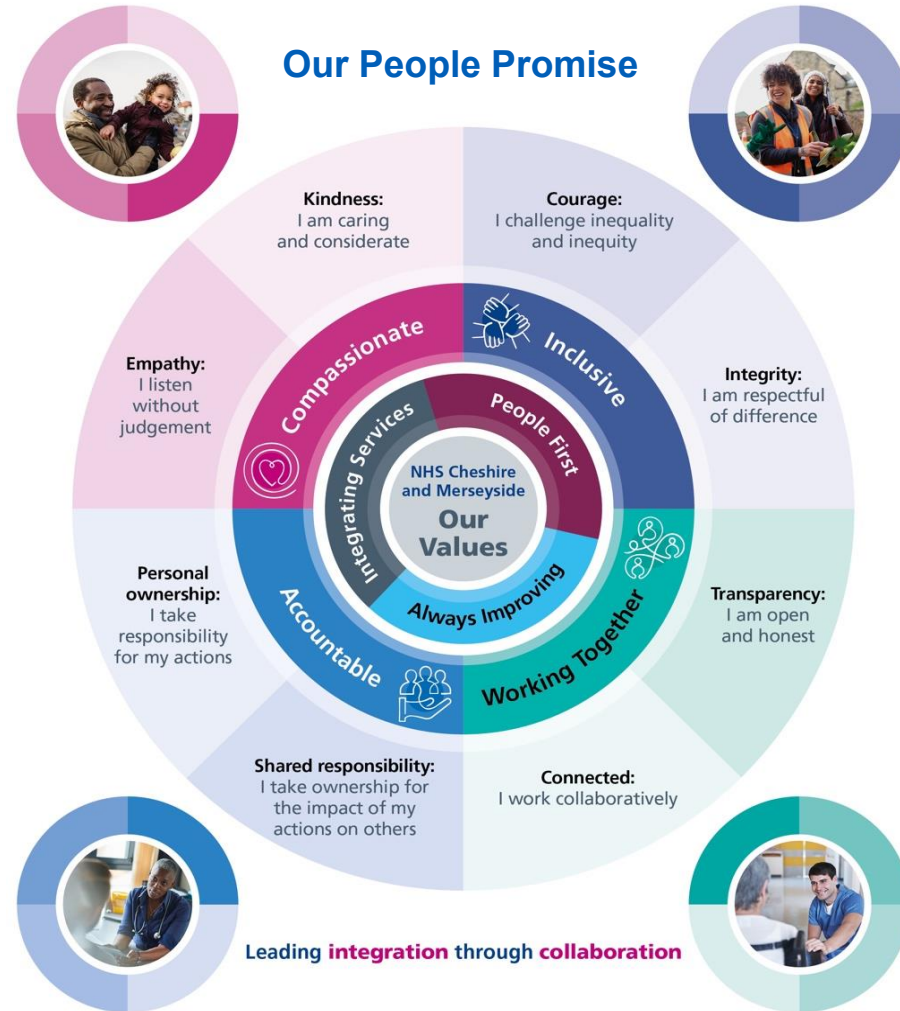 Our People Promise
Kindness:
I am caring
and considerate
Courage:
I challenge inequality
and inequity
Empathy:
I listen
without
judgement
Integrity:
I am respectful
of difference
Compassionate
Inclusive
Integrating Services
People First
NHS Cheshire
and Merseyside
Our
Values
Always Improving
Accountable
Working Together
Personal
ownership:
I take
responsibility
for my actions
Transparency:
I am open
and honest
Shared responsibility:
I take ownership for
the impact of my
actions on others
Connected:
I work collaboratively
Leading integration through collaboration